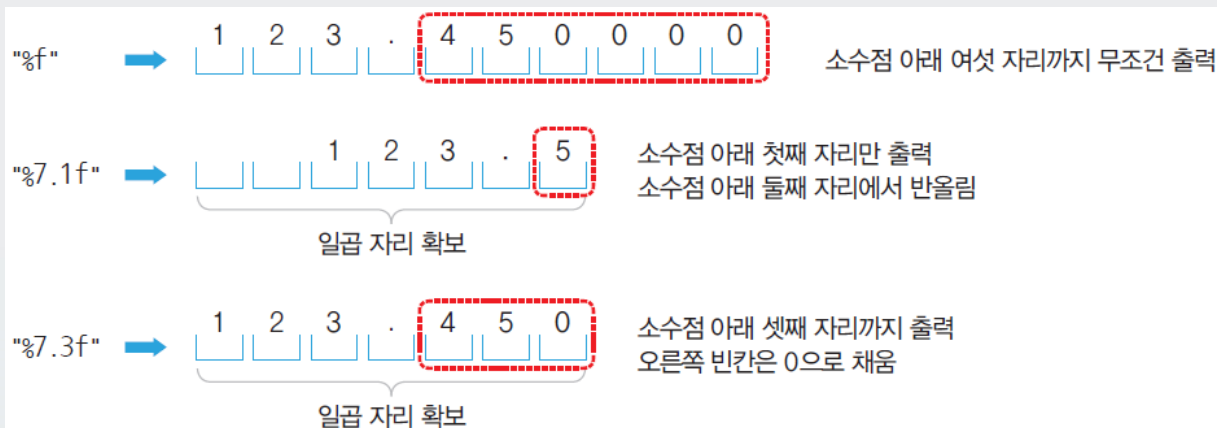 "%f" 1 2 3 . 4 5 0 0 0 0 소수점 아래 여섯 자리까지 무조건 출력
"%7.1f" 1 2 3 . 5 소수점 아래 첫째 자리만 출력
소수점 아래 둘째 자리에서 반올림
일곱 자리 확보
"%7.3f" 1 2 3 . 4 5 0 소수점 아래 셋째 자리까지 출력
오른쪽 빈칸은 0으로 채움
일곱 자리 확보